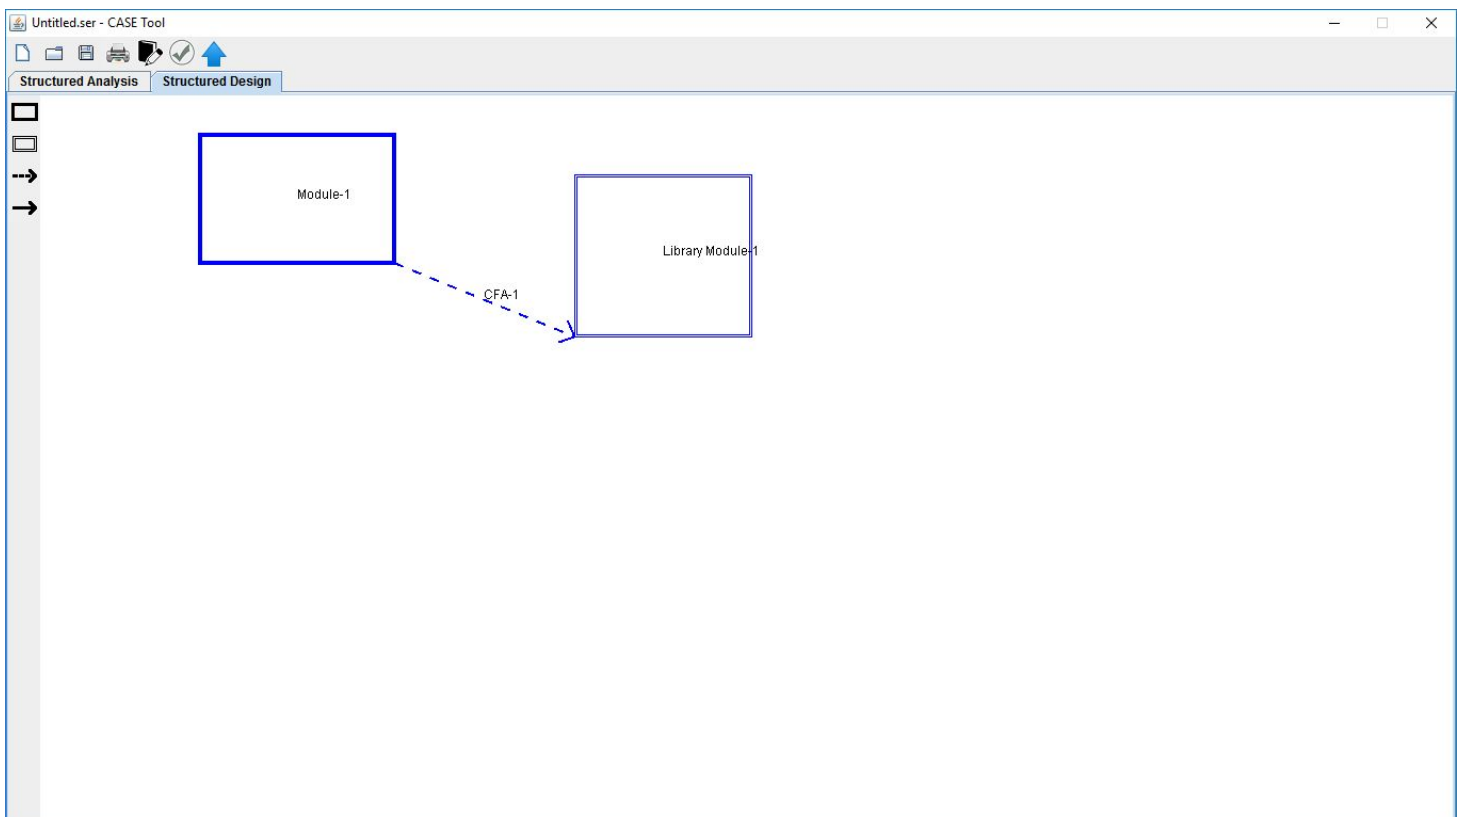 Untitled.ser - CASE Tool
Structured Analysis Structured Design
Module-1
Library Module-1
CFA-1